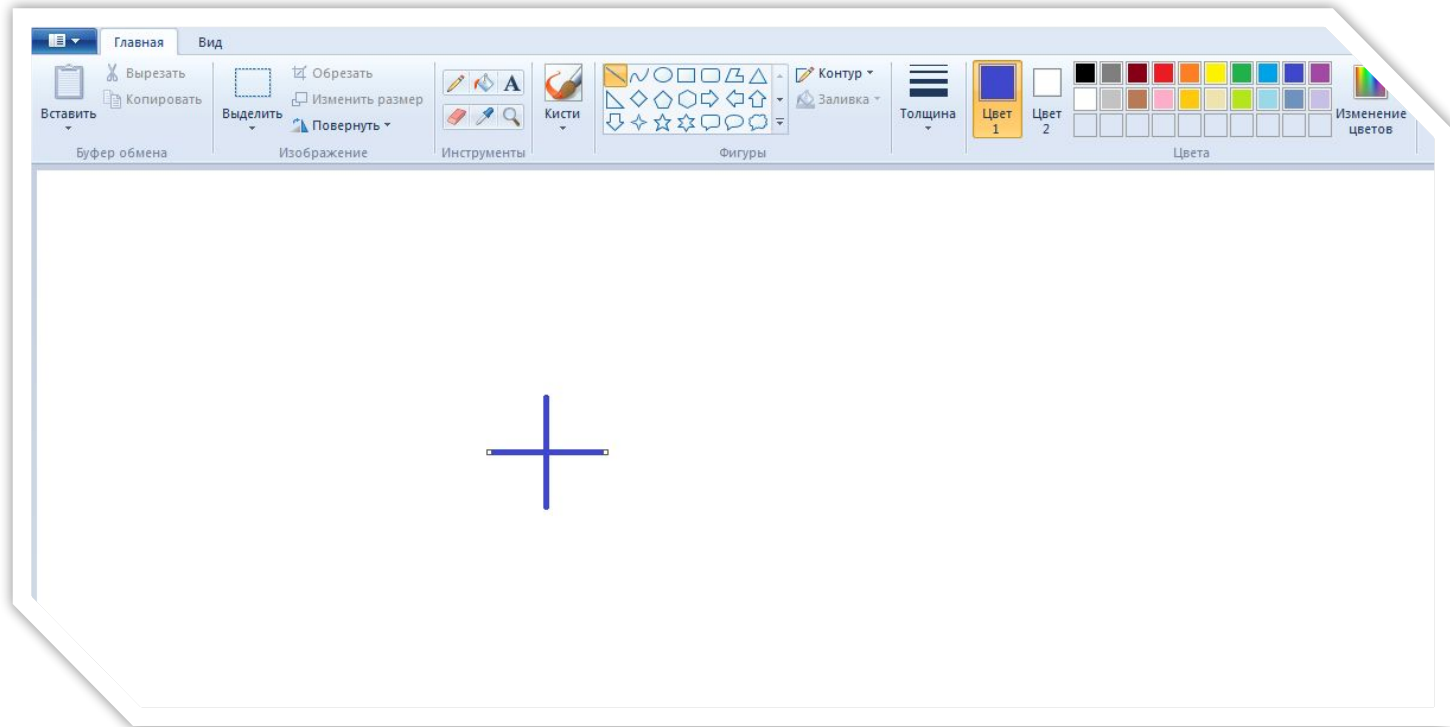 Главная Вид
Вырезать
Копировать
Вставить
Буфер обмена
Обрезать
Изменить размер
Повернуть
Выделить
Изображение
A
Инструменты
Кисти
Контур
Заливка
Фигуры
Толщина
Цвет
1
Цвет
2
Изменение
цветов
Цвета